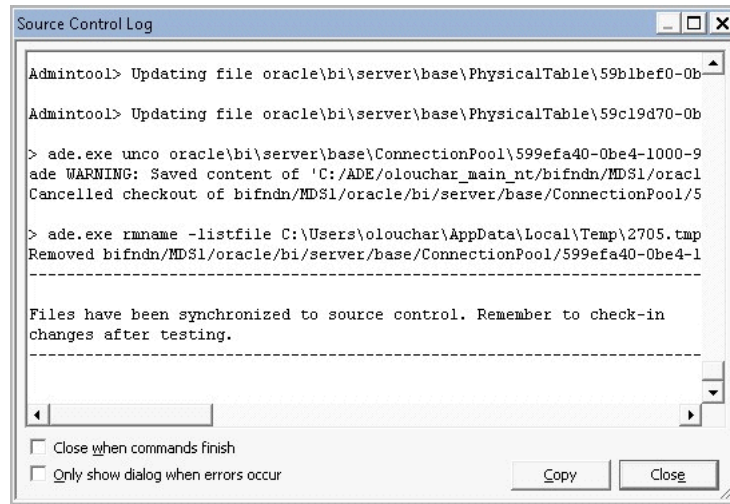 Source Control Log
Admintool> Updating file oracle\bi\server\base\PhysicalTable\59b1bef0-0b
Admintool> Updating file oracle\bi\server\base\PhysicalTable\59c19d70-0b
> ade.exe unco oracle\bi\server\base\ConnectionPool\599efa40-0be4-1000-9
ade WARNING: Saved content of 'C:/ADE/olouchar_main_nt/bifndn/MDS1/oracl
Cancelled checkout of bifndn/MDS1/oracle/bi/server/base/ConnectionPool/5
> ade.exe rmname -listfile C:\Users\olouchar\AppData\Local\Temp\2705.tmp
Removed bifndn/MDS1/oracle/bi/server/base/ConnectionPool/599efa40-0be4-1
------------------------------------------------------------------------
Files have been synchronized to source control. Remember to check-in
changes after testing.
------------------------------------------------------------------------
Close when commands finish
Only show dialog when errors occur
Copy
Close